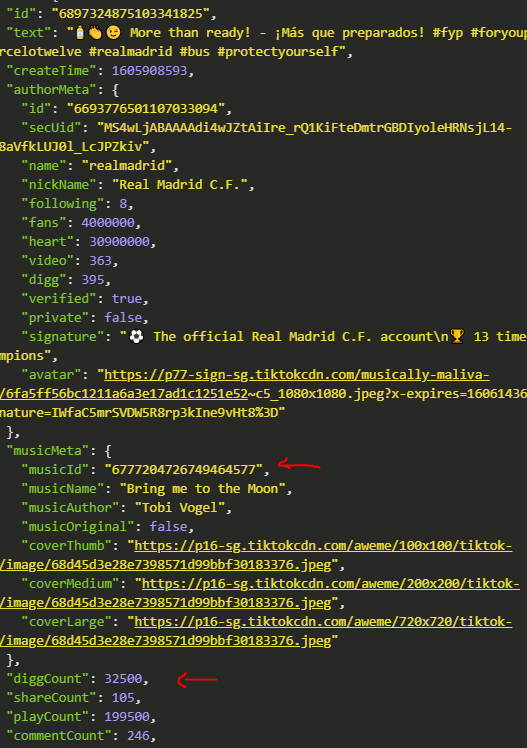 "id": "6897324875103341825",
"text": "🧴👏😉 More than ready! - ¡Más que preparados! #fyp #foryoup
rcelotwelve #realmadrid #bus #protectyourself",
"createTime": 1605908593,
"authorMeta": {
"id": "6693776501107033094",
"secUid": "MS4wLjABAAAAdi4wJZtAiIre_rQ1KiFteDmtrGBDIyoleHRNsjL14-
8aVfkLUJ0l_LcJPZkiv",
"name": "realmadrid",
"nickName": "Real Madrid C.F.",
"following": 8,
"fans": 4000000,
"heart": 30900000,
"video": 363,
"digg": 395,
"verified": true,
"private": false,
"signature": "⚽ The official Real Madrid C.F. account\n🏆 13 time
mpions",
"avatar": "https://p77-sign-sg.tiktokcdn.com/musically-maliva-
/6fa5ff56bc1211a6a3e17ad1c1251e52~c5_1080x1080.jpeg?x-expires=16061436
nature=IWfaC5mrSVDW5R8rp3kIne9vHt8%3D"
},
"musicMeta": {
"musicId": "6777204726749464577",
"musicName": "Bring me to the Moon",
"musicAuthor": "Tobi Vogel",
"musicOriginal": false,
"coverThumb": "https://p16-sg.tiktokcdn.com/aweme/100x100/tiktok-
/image/68d45d3e28e7398571d99bbf30183376.jpeg",
"coverMedium": "https://p16-sg.tiktokcdn.com/aweme/200x200/tiktok-
/image/68d45d3e28e7398571d99bbf30183376.jpeg",
"coverLarge": "https://p16-sg.tiktokcdn.com/aweme/720x720/tiktok-
/image/68d45d3e28e7398571d99bbf30183376.jpeg"
},
"diggCount": 32500,
"shareCount": 105,
"playCount": 199500,
"commentCount": 246,